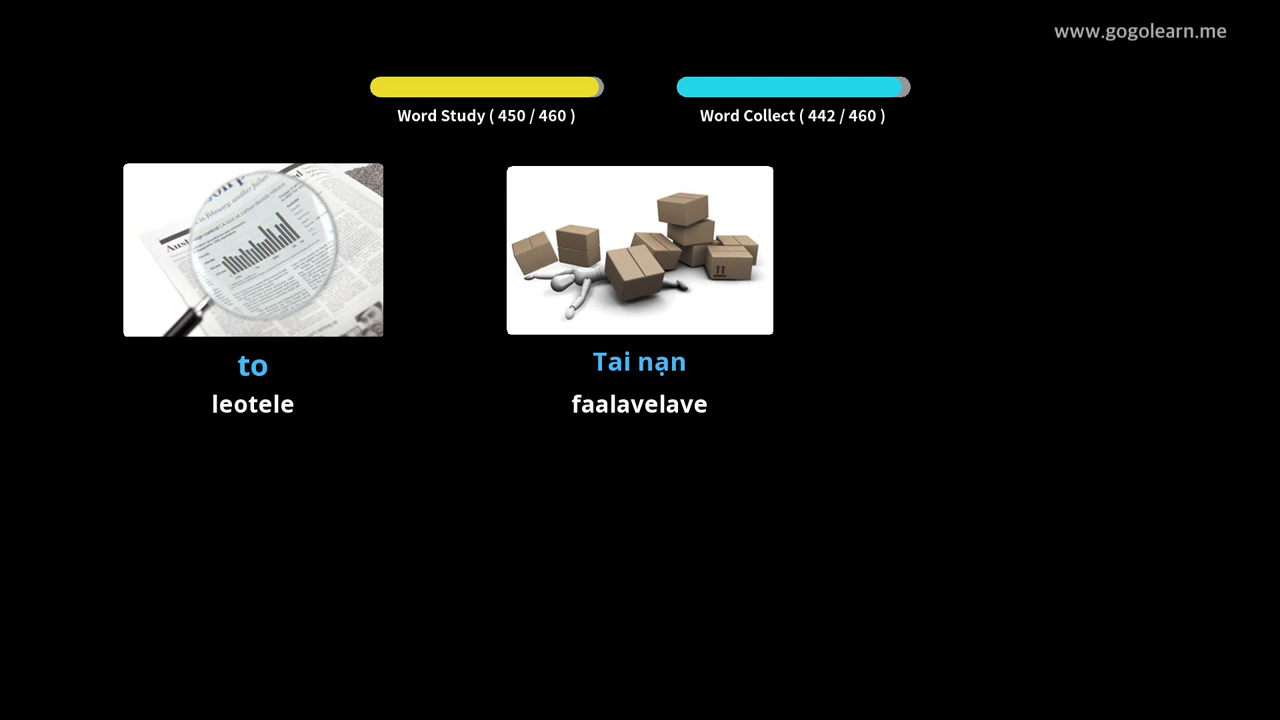 www.gogolearn.me
Word Study ( 450 / 460 )
Word Collect ( 442 / 460 )
to
leotele
Tai nạn
faalavelave